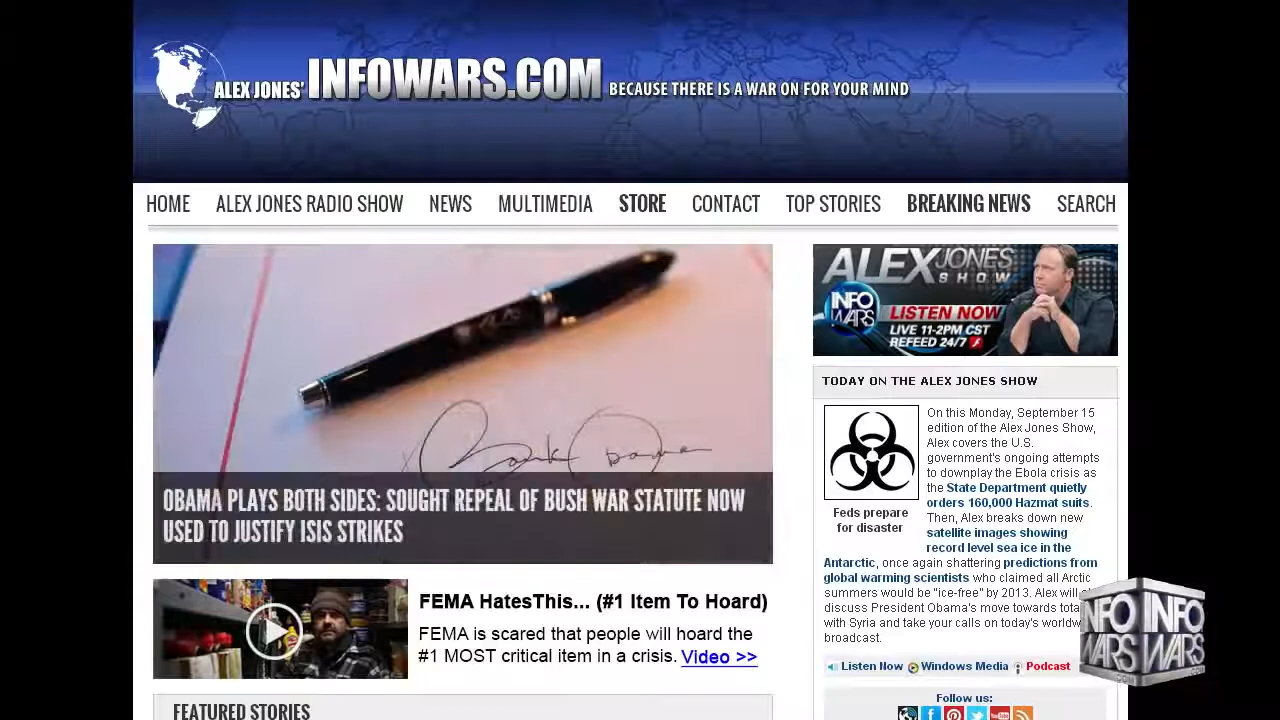 ALEX JONES' INFOWARS.COM BECAUSE THERE IS A WAR ON FOR YOUR MIND
HOME ALEX JONES RADIO SHOW NEWS MULTIMEDIA STORE CONTACT TOP STORIES BREAKING NEWS SEARCH
Barack Obama
OBAMA PLAYS BOTH SIDES: SOUGHT REPEAL OF BUSH WAR STATUTE NOW
USED TO JUSTIFY ISIS STRIKES
FEMA HatesThis... (#1 Item To Hoard)
FEMA is scared that people will hoard the
#1 MOST critical item in a crisis. Video >>
FEATURED STORIES
ALEX JONES
SHOW
INFO
WARS
LISTEN NOW
LIVE 11-2PM CST
REFEED 24/7
TODAY ON THE ALEX JONES SHOW
Feds prepare
for disaster
On this Monday, September 15
edition of the Alex Jones Show,
Alex covers the U.S.
government's ongoing attempts
to downplay the Ebola crisis as
the State Department quietly
orders 160,000 Hazmat suits.
Then, Alex breaks down new
satellite images showing
record level sea ice in the
Antarctic, once again shattering predictions from
global warming scientists who claimed all Arctic
summers would be "ice-free" by 2013. Alex will
discuss President Obama's move towards
with Syria and take your calls on today's
broadcast.
Listen Now Windows Media Podcast
Follow us:
INFO INFO
WARS WARS
.COM .COM